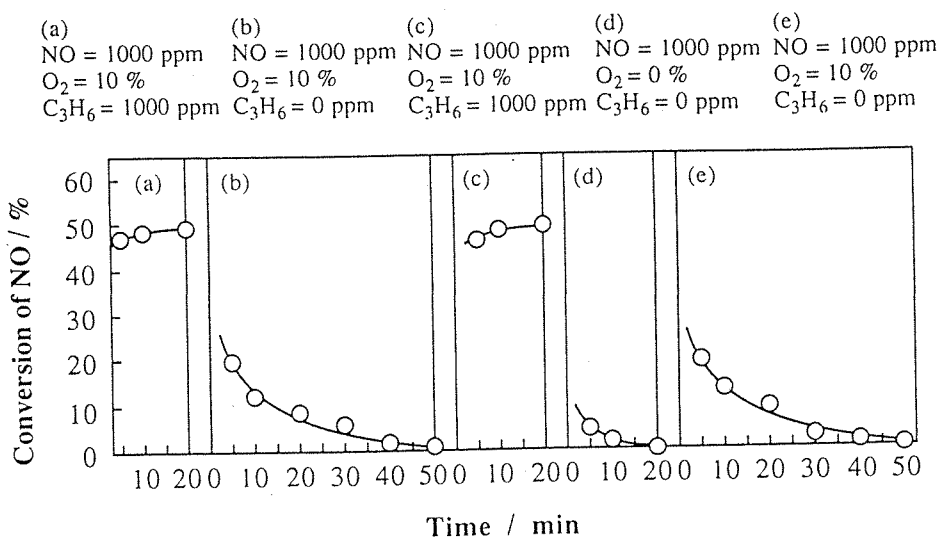 (a) (b) (c) (d) (e)
NO = 1000 ppm NO = 1000 ppm NO = 1000 ppm NO = 1000 ppm NO = 1000 ppm
O₂ = 10 % O₂ = 10 % O₂ = 10 % O₂ = 0 % O₂ = 10 %
C₃H₆ = 1000 ppm C₃H₆ = 0 ppm C₃H₆ = 1000 ppm C₃H₆ = 0 ppm C₃H₆ = 0 ppm
(a) (b) (c) (d) (e)
60
50
40
30
20
10
0
Conversion of NO / %
10 20 0 10 20 30 40 50 0 10 20 0 10 20 0 10 20 30 40 50
Time / min